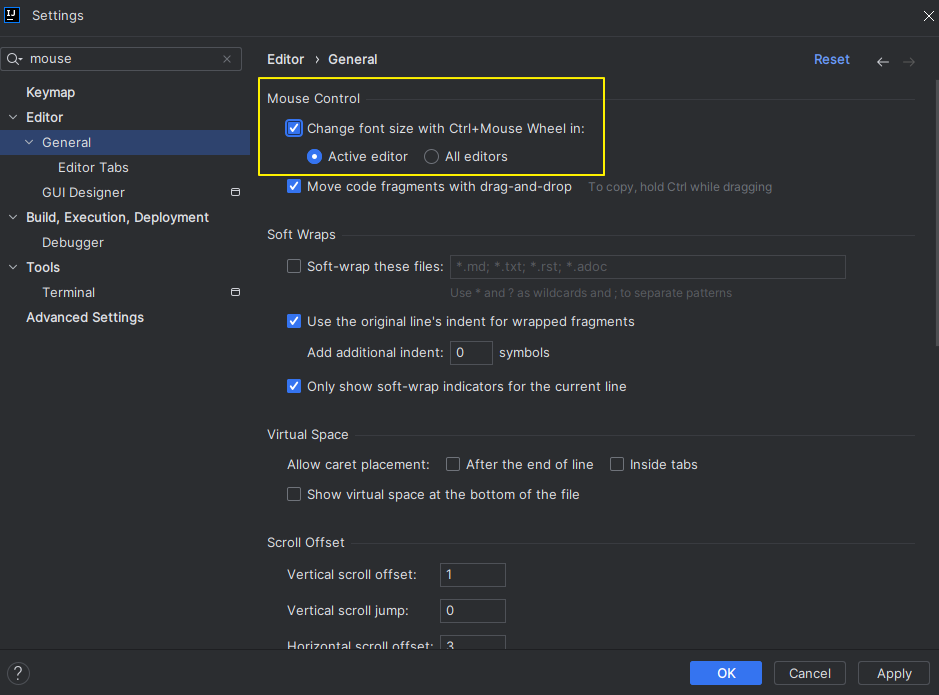 IJ
Settings
mouse
Keymap
Editor
General
Editor Tabs
GUI Designer
Build, Execution, Deployment
Debugger
Tools
Terminal
Advanced Settings
Editor › General
Reset
Mouse Control
Change font size with Ctrl+Mouse Wheel in:
Active editor All editors
Move code fragments with drag-and-drop To copy, hold Ctrl while dragging
Soft Wraps
Soft-wrap these files: *.md; *.txt; *.rst; *.adoc
Use * and ? as wildcards and ; to separate patterns
Use the original line's indent for wrapped fragments
Add additional indent: 0 symbols
Only show soft-wrap indicators for the current line
Virtual Space
Allow caret placement: After the end of line Inside tabs
Show virtual space at the bottom of the file
Scroll Offset
Vertical scroll offset: 1
Vertical scroll jump: 0
Horizontal scroll offset: 3
?
OK Cancel Apply